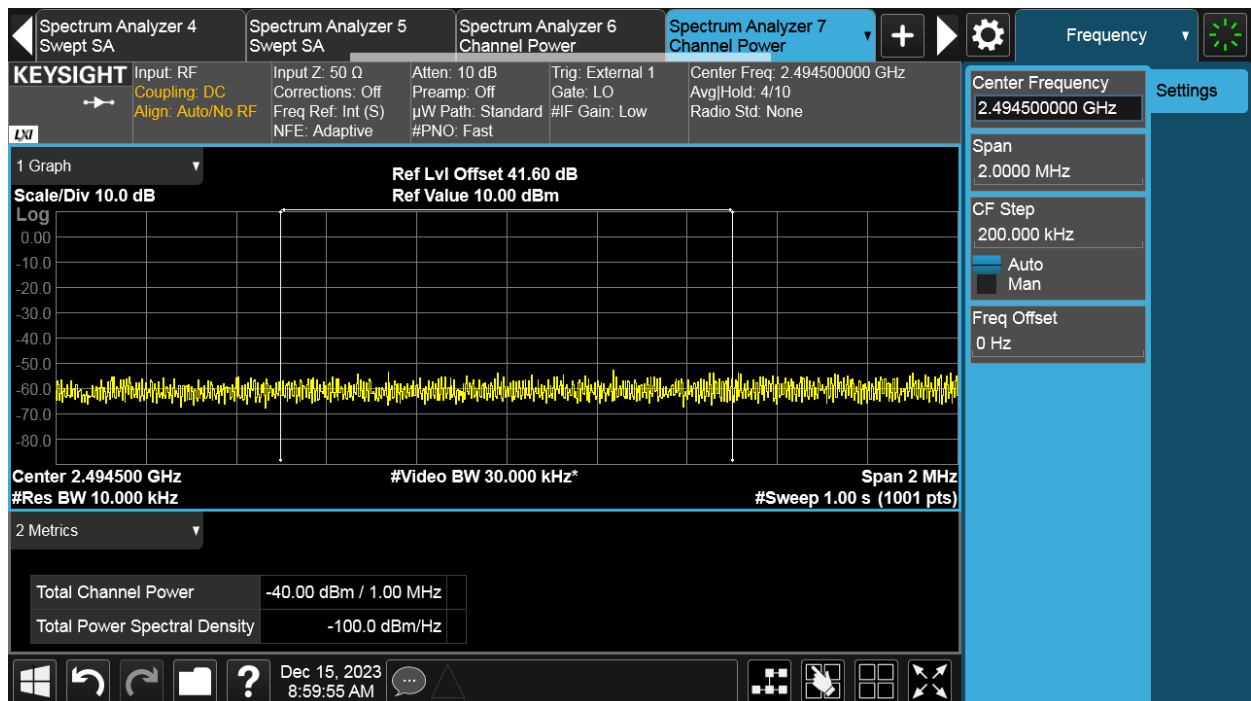 Spectrum Analyzer 4
Swept SA
Spectrum Analyzer 5
Swept SA
Spectrum Analyzer 6
Channel Power
Spectrum Analyzer 7
Channel Power
Frequency
KEYSIGHT
LXI
Input: RF
Coupling: DC
Align: Auto/No RF
Input Z: 50 Ω
Corrections: Off
Freq Ref: Int (S)
NFE: Adaptive
Atten: 10 dB
Preamp: Off
µW Path: Standard
#PNO: Fast
Trig: External 1
Gate: LO
#IF Gain: Low
Center Freq: 2.494500000 GHz
Avg|Hold: 4/10
Radio Std: None
Center Frequency
2.494500000 GHz
Settings
Span
2.0000 MHz
CF Step
200.000 kHz
Auto
Man
Freq Offset
0 Hz
1 Graph
Ref Lvl Offset 41.60 dB
Scale/Div 10.0 dB
Ref Value 10.00 dBm
Log
0.00
-10.0
-20.0
-30.0
-40.0
-50.0
-60.0
-70.0
-80.0
Center 2.494500 GHz
#Video BW 30.000 kHz*
Span 2 MHz
#Res BW 10.000 kHz
#Sweep 1.00 s (1001 pts)
2 Metrics
Total Channel Power
-40.00 dBm / 1.00 MHz
Total Power Spectral Density
-100.0 dBm/Hz
?
Dec 15, 2023
8:59:55 AM